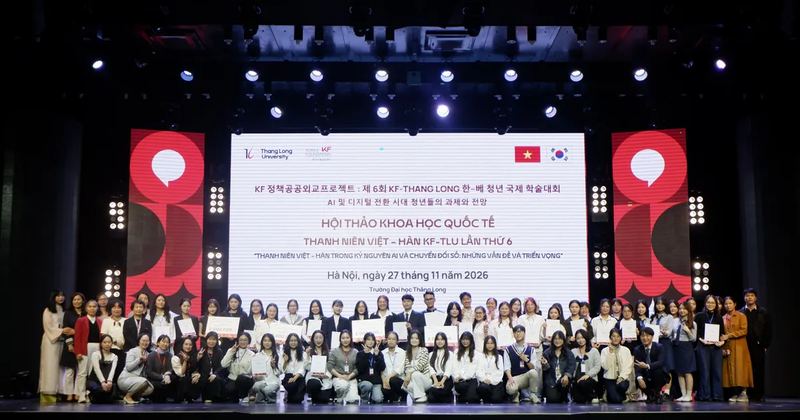 Thang Long
University
KF
KF 정책공공외교프로젝트 : 제 6회 KF-THANG LONG 한-베 청년 국제 학술대회
AI 및 디지털 전환 시대 청년들의 과제와 전망
HỘI THẢO KHOA HỌC QUỐC TẾ
THANH NIÊN VIỆT – HÀN KF-TLU LẦN THỨ 6
"THANH NIÊN VIỆT - HÀN TRONG KỶ NGUYÊN AI VÀ CHUYỂN ĐỔI SỐ: NHỮNG VẤN ĐỀ VÀ TRIỂN VỌNG"
Hà Nội, ngày 27 tháng 11 năm 2026
Trường Đại học Thăng Long